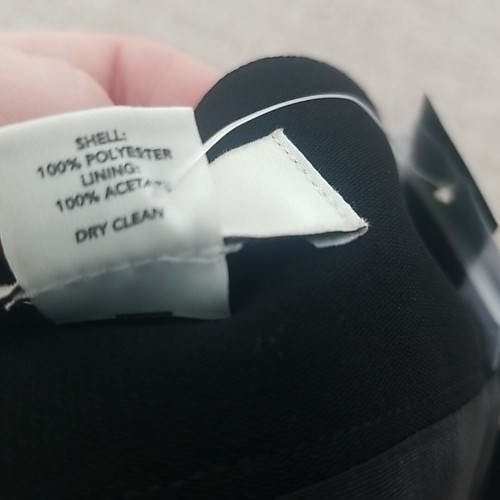 SHELL:
100% POLYESTER
LINING:
100% ACETATE
DRY CLEAN